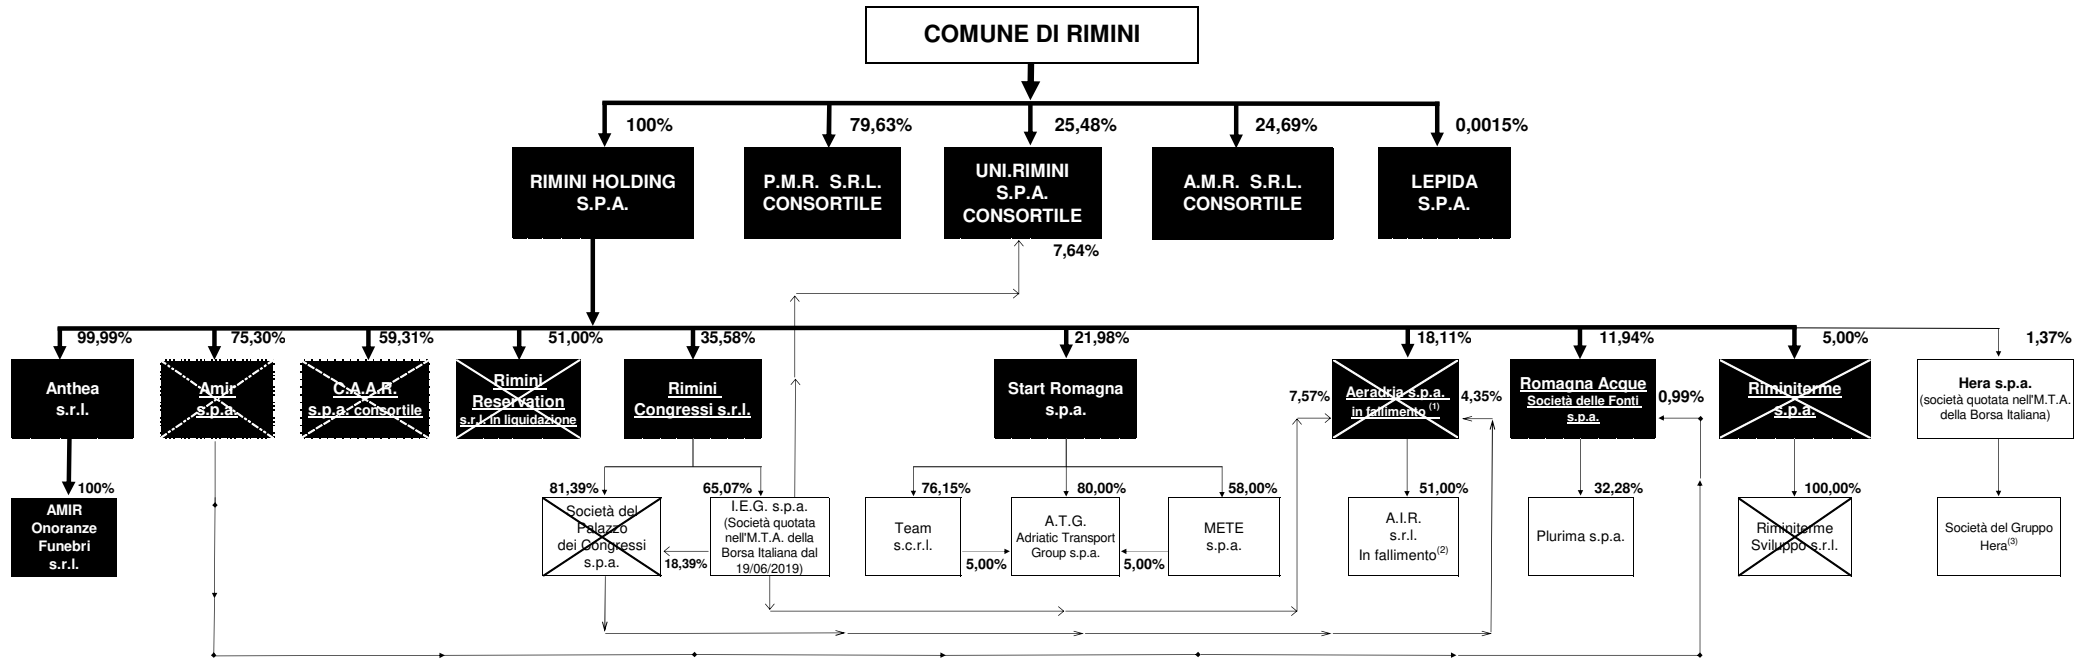 COMUNE DI RIMINI
100%
79,63%
25,48%
24,69%
0,0015%
RIMINI HOLDING
S.P.A.
P.M.R. S.R.L.
CONSORTILE
UNI.RIMINI
S.P.A.
CONSORTILE
A.M.R. S.R.L.
CONSORTILE
LEPIDA
S.P.A.
7,64%
99,99%
75,30%
59,31%
51,00%
35,58%
21,98%
18,11%
11,94%
5,00%
1,37%
Anthea
s.r.l.
Amir
s.p.a.
C.A.A.R.
s.p.a. consortile
Rimini
Reservation
s.r.l. In liquidazione
Rimini
Congressi s.r.l.
Start Romagna
s.p.a.
7,57%
Aeradria s.p.a.
in fallimento (1)
4,35%
Romagna Acque
Società delle Fonti
s.p.a.
0,99%
Riminiterme
s.p.a.
Hera s.p.a.
(società quotata nell'M.T.A.
della Borsa Italiana)
100%
81,39%
65,07%
76,15%
80,00%
58,00%
51,00%
32,28%
100,00%
AMIR
Onoranze
Funebri
s.r.l.
Società del
Palazzo
dei Congressi
s.p.a.
18,39%
I.E.G. s.p.a.
(Società quotata
nell'M.T.A. della
Borsa Italiana dal
19/06/2019)
Team
s.c.r.l.
5,00%
A.T.G.
Adriatic Transport
Group s.p.a.
5,00%
METE
s.p.a.
A.I.R.
s.r.l.
In fallimento(2)
Plurima s.p.a.
Riminiterme
Sviluppo s.r.l.
Società del Gruppo
Hera(3)